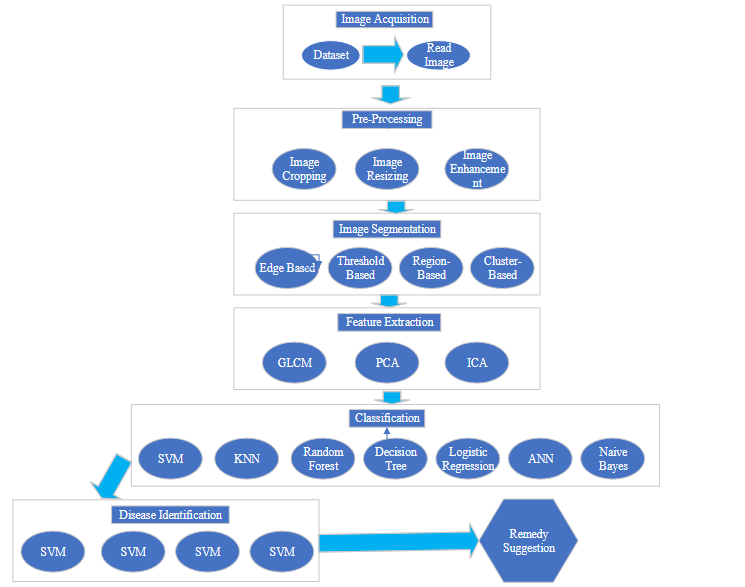 Image Acquisition
Dataset
Read
Image
Pre-Processing
Image
Cropping
Image
Resizing
Image
Enhanceme
nt
Image Segmentation
Edge Based
Threshold
Based
Region-
Based
Cluster-
Based
Feature Extraction
GLCM
PCA
ICA
Classification
SVM
KNN
Random
Forest
Decision
Tree
Logistic
Regression
ANN
Naive
Bayes
Disease Identification
SVM
SVM
SVM
SVM
Remedy
Suggestion